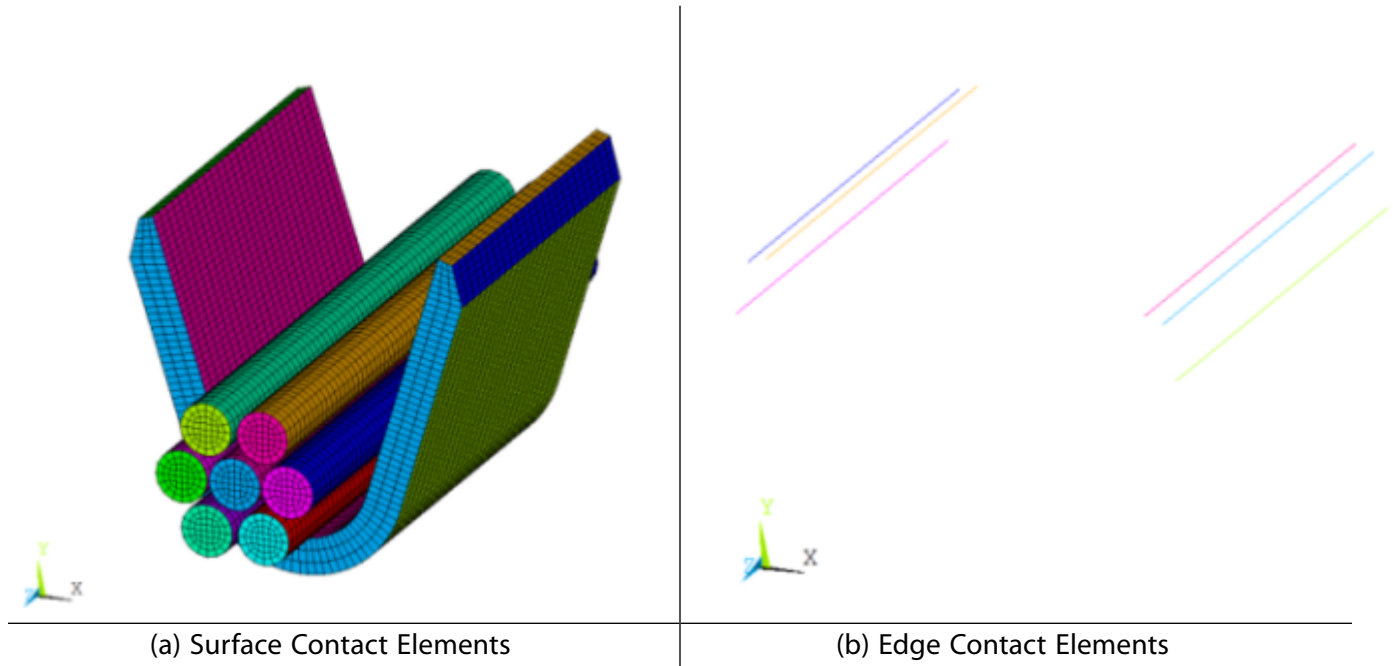 Y
Z X
(a) Surface Contact Elements
Y
Z X
(b) Edge Contact Elements